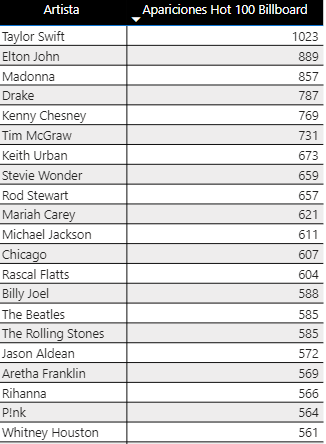 Artista Apariciones Hot 100 Billboard
Taylor Swift 1023
Elton John 889
Madonna 857
Drake 787
Kenny Chesney 769
Tim McGraw 731
Keith Urban 673
Stevie Wonder 659
Rod Stewart 657
Mariah Carey 621
Michael Jackson 611
Chicago 607
Rascal Flatts 604
Billy Joel 588
The Beatles 585
The Rolling Stones 585
Jason Aldean 572
Aretha Franklin 569
Rihanna 566
P!nk 564
Whitney Houston 561